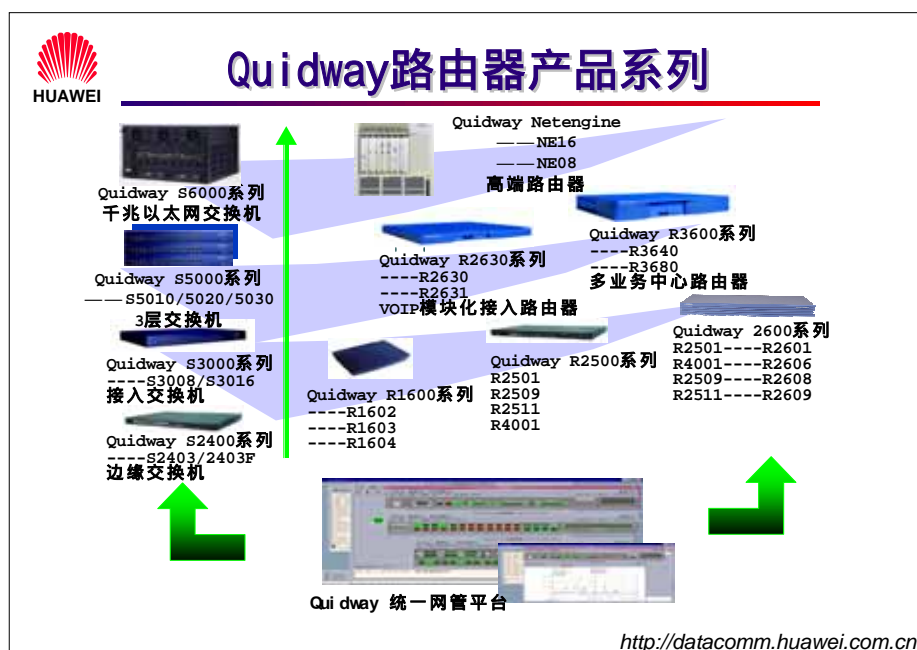 HUAWEI
Quidway路由器产品系列
Quidway S6000系列
千兆以太网交换机
Quidway S5000系列
——S5010/5020/5030
3层交换机
Quidway S3000系列
----S3008/S3016
接入交换机
Quidway S2400系列
----S2403/2403F
边缘交换机
Quidway Netengine
——NE16
——NE08
高端路由器
Quidway R2630系列
----R2630
----R2631
VOIP模块化接入路由器
Quidway R3600系列
----R3640
----R3680
多业务中心路由器
Quidway R1600系列
----R1602
----R1603
----R1604
Quidway R2500系列
R2501
R2509
R2511
R4001
Quidway 2600系列
R2501----R2601
R4001----R2606
R2509----R2608
R2511----R2609
Quidway 统一网管平台
http://datacomm.huawei.com.cn